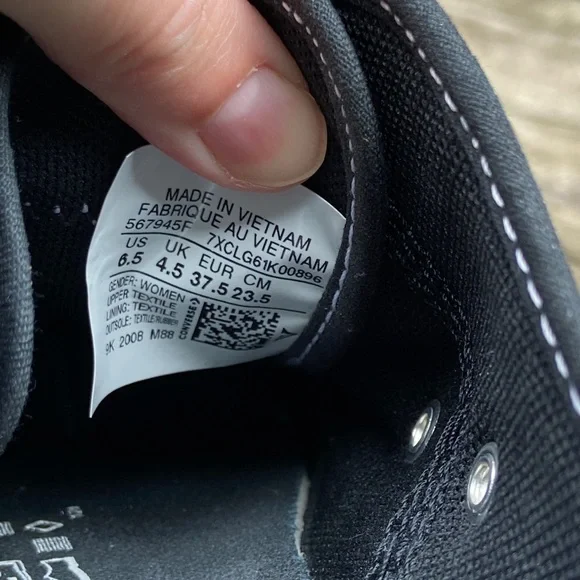 MADE IN VIETNAM
FABRIQUE AU VIETNAM
567945F 7XCLG61K00896
US UK EUR CM
6.5 4.5 37.5 23.5
GENDER: WOMEN
UPPER: TEXTILE
LINING: TEXTILE
OUTSOLE: TEXTILE/RUBBER
9K 2008 M88
CONVERSE